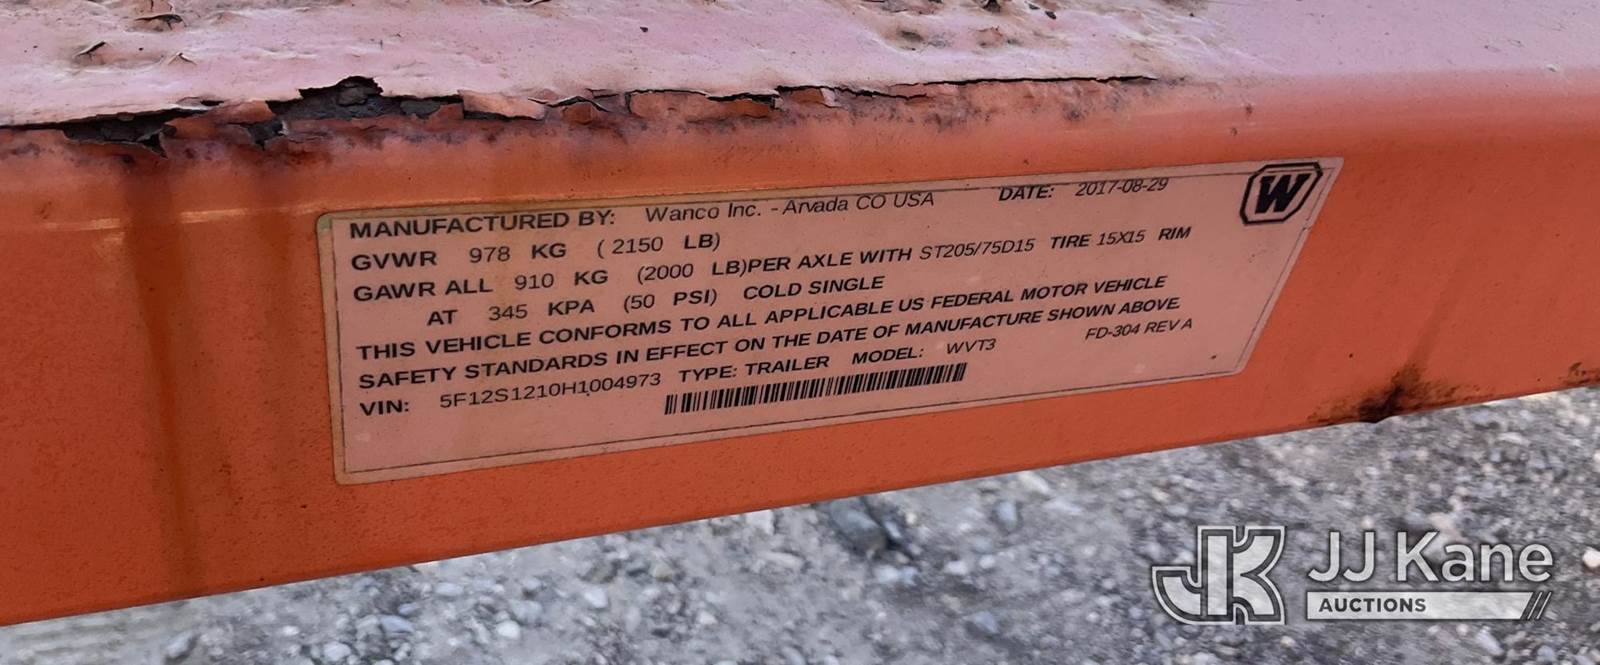 MANUFACTURED BY: Wanco Inc. - Arvada CO USA DATE: 2017-08-29 W
GVWR 978 KG ( 2150 LB)
GAWR ALL 910 KG (2000 LB)PER AXLE WITH ST205/75D15 TIRE 15X15 RIM
AT 345 KPA (50 PSI) COLD SINGLE
THIS VEHICLE CONFORMS TO ALL APPLICABLE US FEDERAL MOTOR VEHICLE
SAFETY STANDARDS IN EFFECT ON THE DATE OF MANUFACTURE SHOWN ABOVE.
VIN: 5F12S1210H1004973 TYPE: TRAILER MODEL: WVT3 FD-304 REV A
JK JJ Kane
AUCTIONS